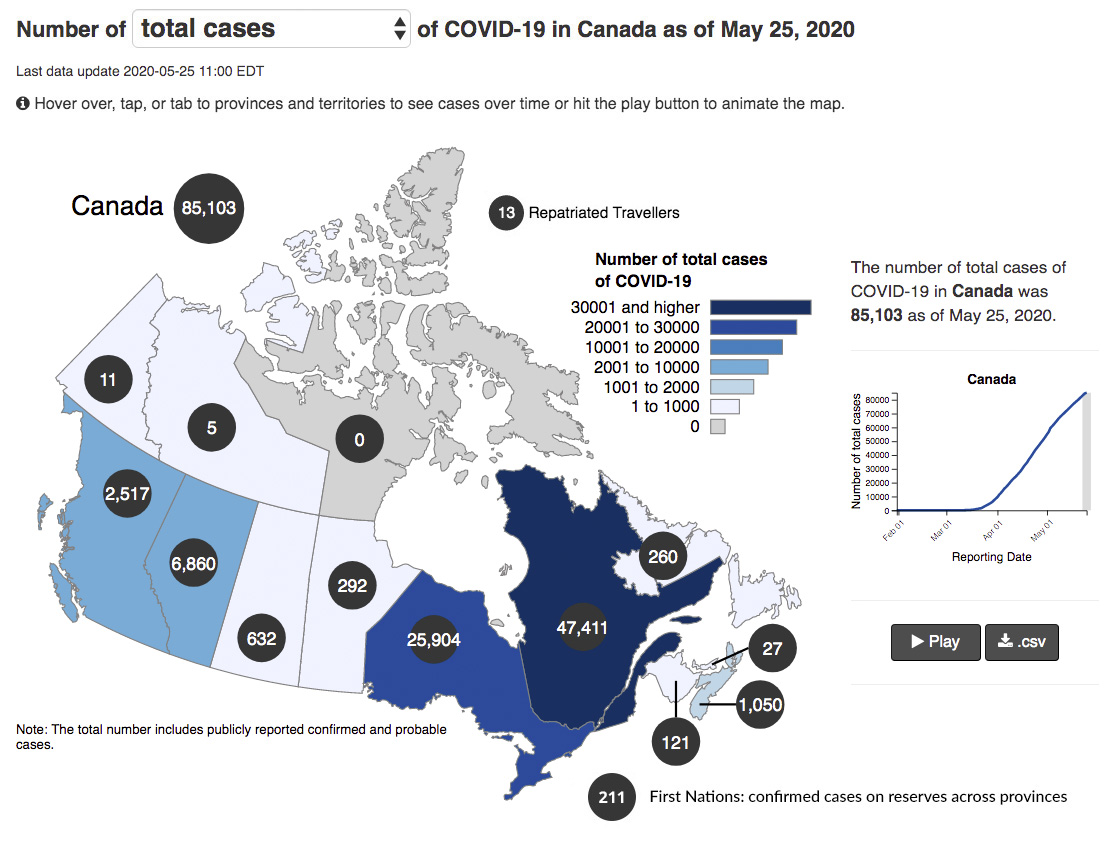 Number of total cases of COVID-19 in Canada as of May 25, 2020
Last data update 2020-05-25 11:00 EDT
Hover over, tap, or tab to provinces and territories to see cases over time or hit the play button to animate the map.
Canada 85,103
13 Repatriated Travellers
Number of total cases
of COVID-19
30001 and higher
20001 to 30000
10001 to 20000
2001 to 10000
1001 to 2000
1 to 1000
0
The number of total cases of
COVID-19 in Canada was
85,103 as of May 25, 2020.
11
5
0
2,517
6,860
632
292
25,904
47,411
260
27
1,050
121
Canada
Number of total cases
80000
70000
60000
50000
40000
30000
20000
10000
0
Feb 01
Mar 01
Apr 01
May 01
Reporting Date
Play
.csv
Note: The total number includes publicly reported confirmed and probable
cases.
211 First Nations: confirmed cases on reserves across provinces